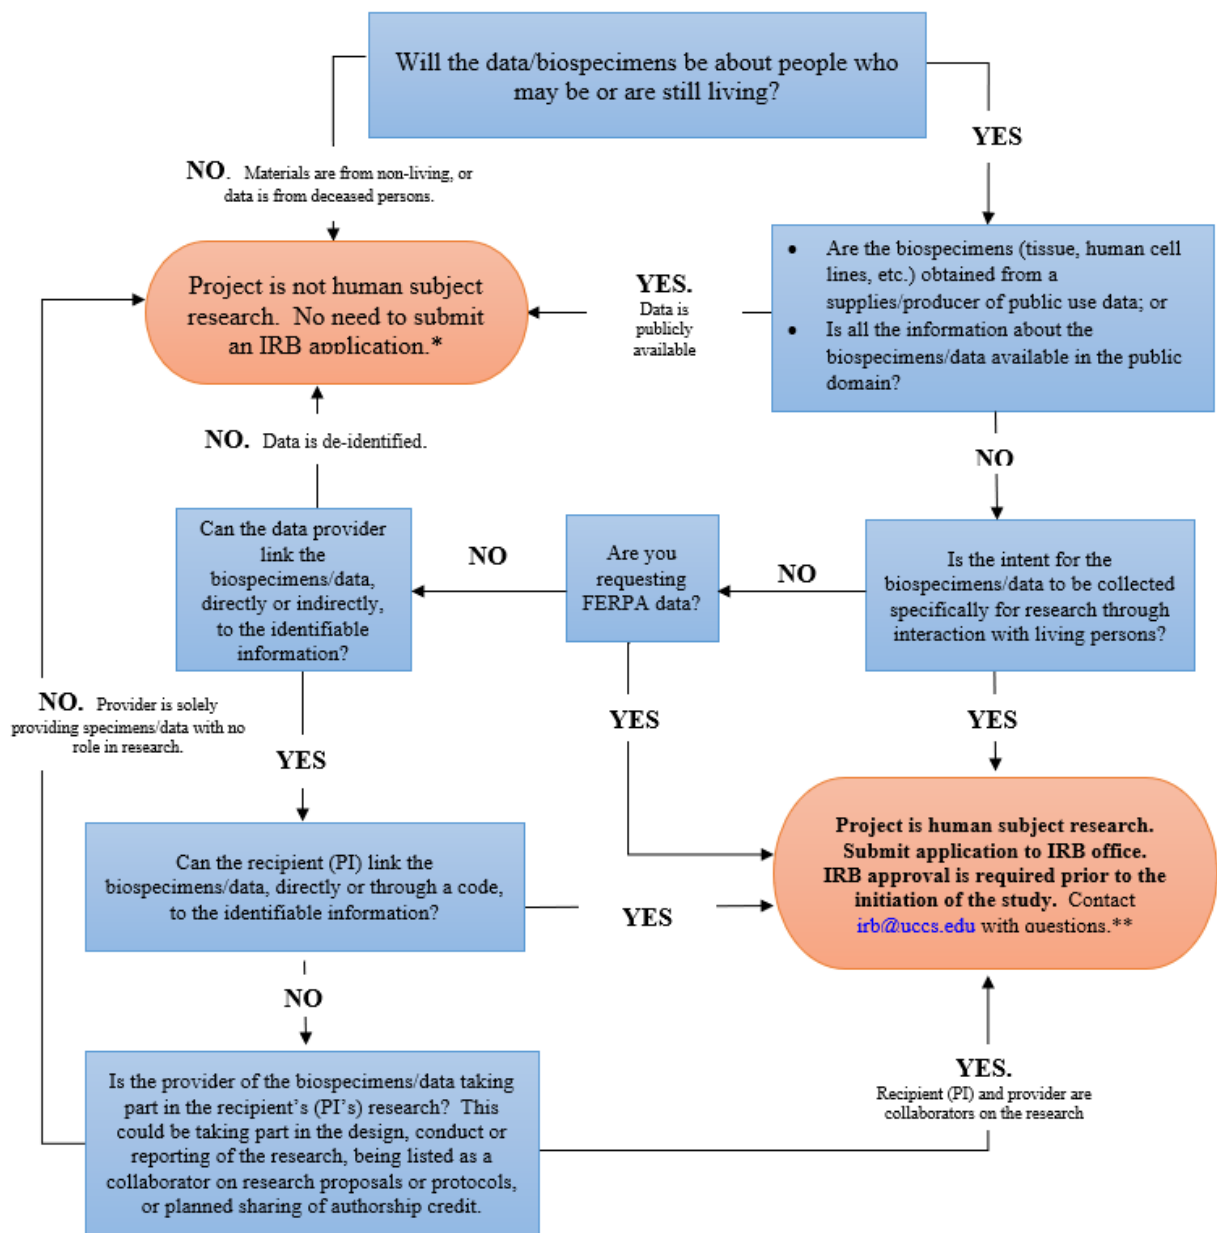 Will the data/biospecimens be about people who
may be or are still living?
YES
NO. Materials are from non-living, or
data is from deceased persons.
Project is not human subject
research. No need to submit
an IRB application.*
YES.
Data is
publicly
available
• Are the biospecimens (tissue, human cell
lines, etc.) obtained from a
supplies/producer of public use data; or
• Is all the information about the
biospecimens/data available in the public
domain?
NO. Data is de-identified.
NO
Can the data provider
link the
biospecimens/data,
directly or indirectly,
to the identifiable
information?
NO
Are you
requesting
FERPA data?
NO
Is the intent for the
biospecimens/data to be collected
specifically for research through
interaction with living persons?
NO. Provider is solely
providing specimens/data with no
role in research.
YES
YES
YES
Can the recipient (PI) link the
biospecimens/data, directly or through a code,
to the identifiable information?
YES
Project is human subject research.
Submit application to IRB office.
IRB approval is required prior to the
initiation of the study. Contact
irb@uccs.edu with questions.**
NO
Is the provider of the biospecimens/data taking
part in the recipient's (PI's) research? This
could be taking part in the design, conduct or
reporting of the research, being listed as a
collaborator on research proposals or protocols,
or planned sharing of authorship credit.
YES.
Recipient (PI) and provider are
collaborators on the research